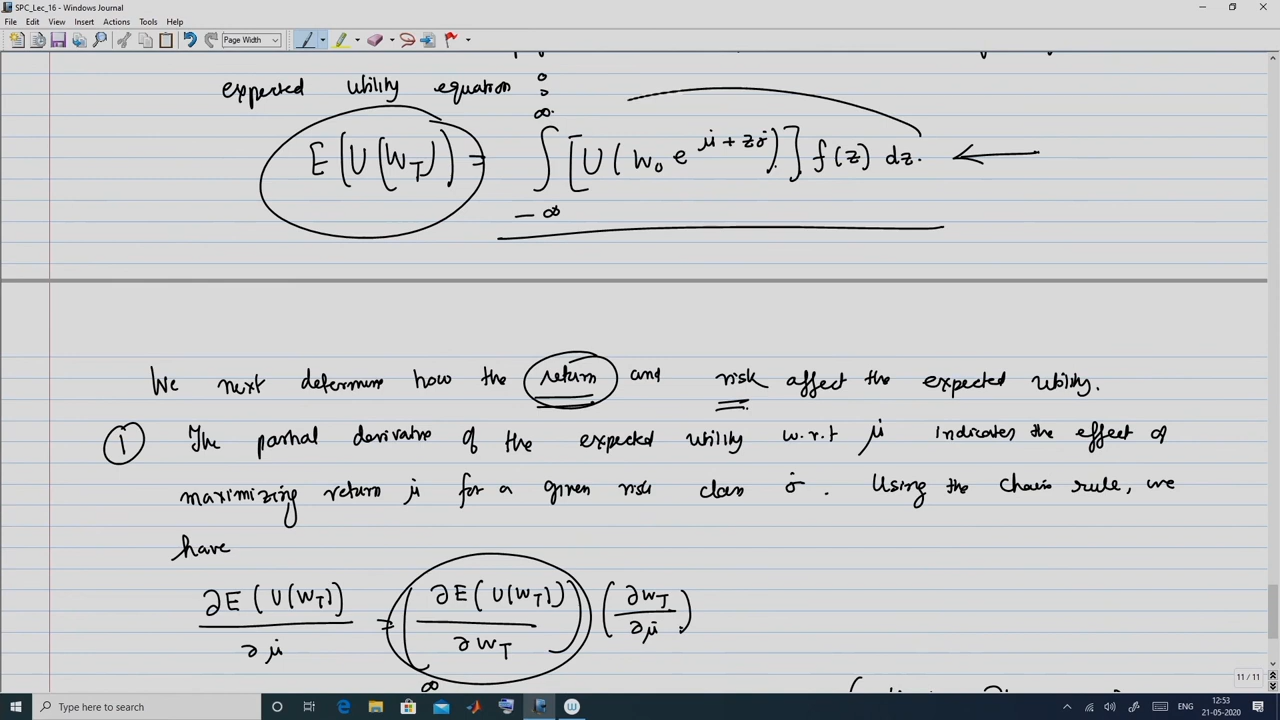 SPC_Lec_16 - Windows Journal
File Edit View Insert Actions Tools Help
Page Width
expected utility equation
E(U(W_T)) = ∫_{-∞}^{∞} [U(W_0 e^{μ̇ + zσ̇})] f(z) dz.
We next determine how the return and risk affect the expected utility.
① The partial derivative of the expected utility w.r.t μ̇ indicates the effect of
maximizing return μ̇ for a given risk class σ̇. Using the chain rule, we
have
∂E(U(W_T))/∂μ̇ = (∂E(U(W_T))/∂W_T) (∂W_T/∂μ̇)
∞
11 / 11
Type here to search
ENG
12:53
21-05-2020